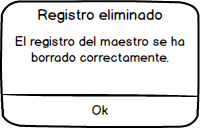 Registro eliminado
El registro del maestro se ha
borrado correctamente.
Ok